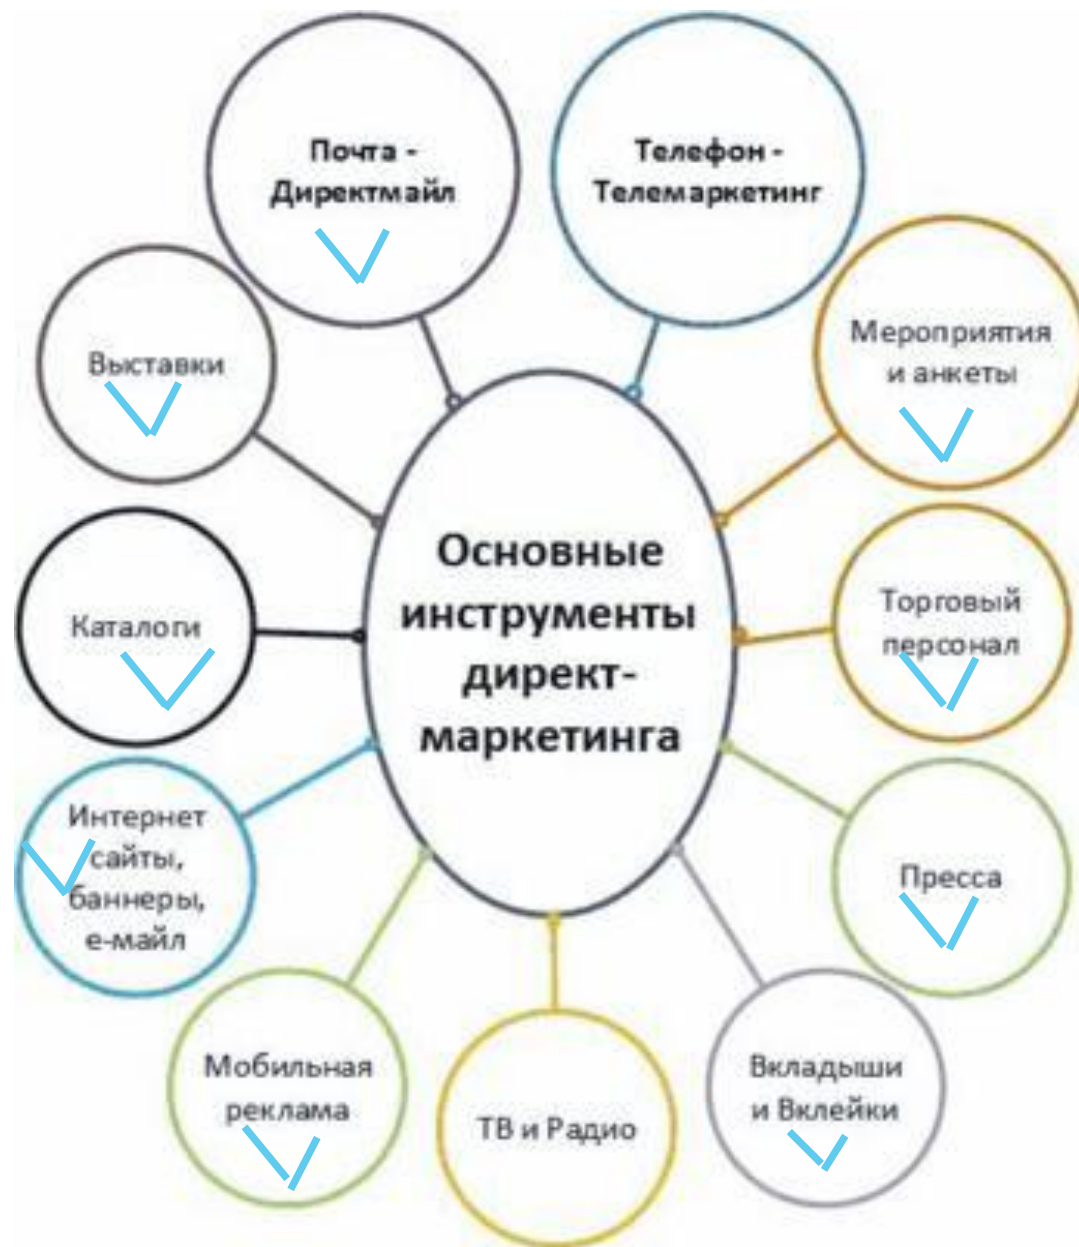 Почта -
Директмайл
Телефон -
Телемаркетинг
Мероприятия
и анкеты
Выставки
Основные
инструменты
директ-
маркетинга
Торговый
персонал
Каталоги
Интернет
сайты,
баннеры,
е-майл
Пресса
Мобильная
реклама
ТВ и Радио
Вкладыши
и Вклейки